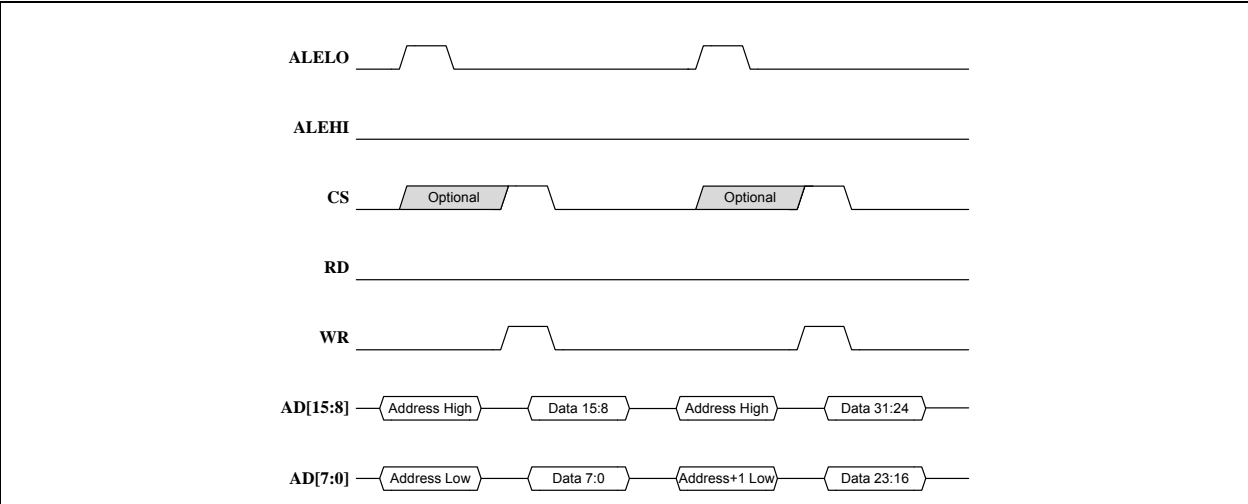 ALELO
ALEHI
CS Optional Optional
RD
WR
AD[15:8] Address High Data 15:8 Address High Data 31:24
AD[7:0] Address Low Data 7:0 Address+1 Low Data 23:16